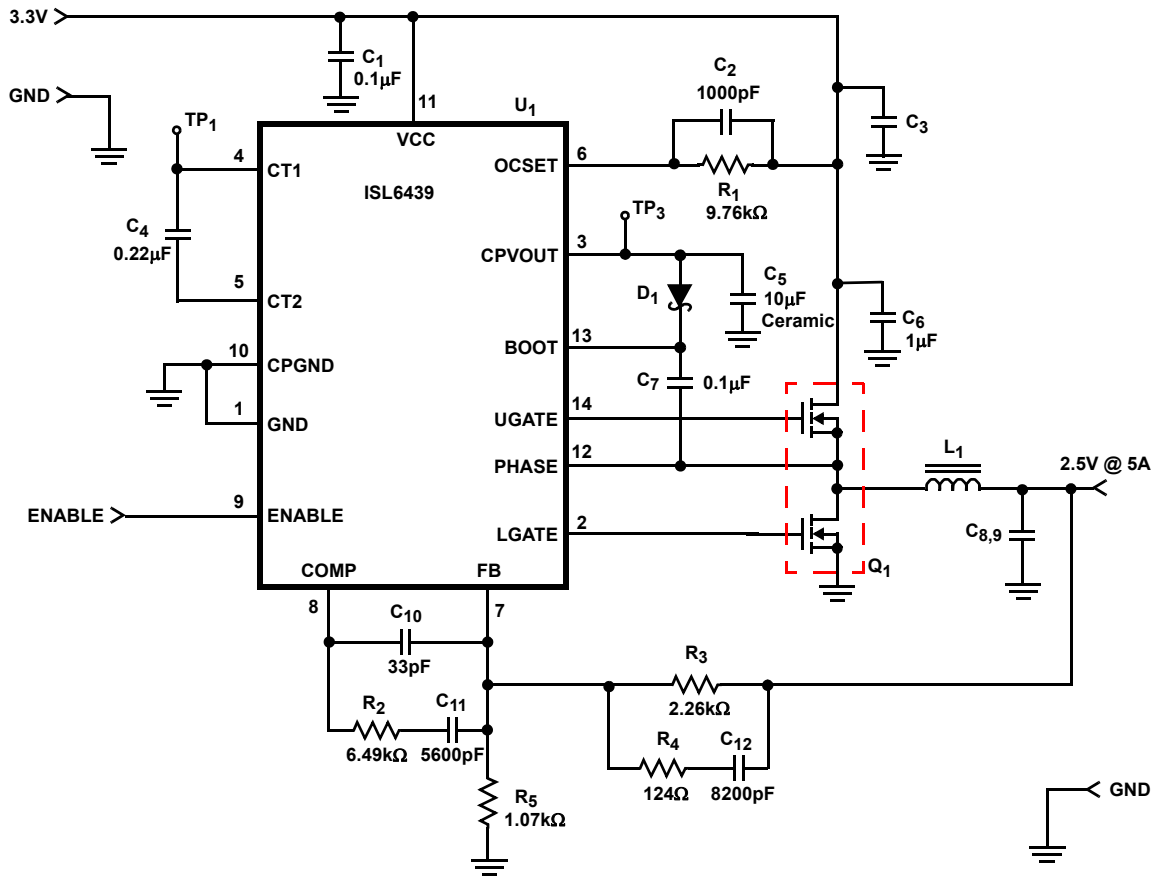 3.3V
C1
0.1μF
GND
TP1
11
VCC
U1
ISL6439
4
CT1
C4
0.22μF
5
CT2
10
CPGND
1
GND
ENABLE
9
ENABLE
OCSET
6
C2
1000pF
R1
9.76kΩ
C3
TP3
CPVOUT
3
D1
C5
10μF
Ceramic
C6
1μF
BOOT
13
C7
0.1μF
UGATE
14
PHASE
12
LGATE
2
Q1
L1
2.5V @ 5A
C8,9
COMP
8
FB
7
C10
33pF
R2
6.49kΩ
C11
5600pF
R3
2.26kΩ
R4
124Ω
C12
8200pF
R5
1.07kΩ
GND